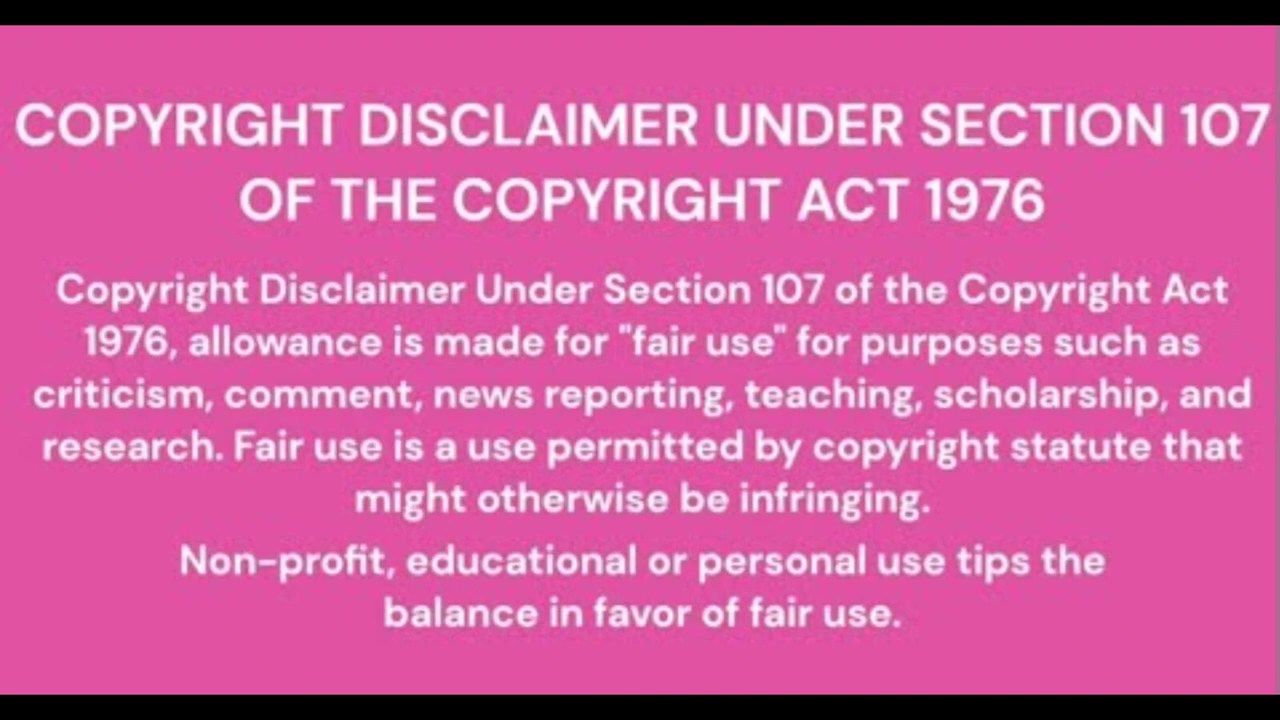 COPYRIGHT DISCLAIMER UNDER SECTION 107
OF THE COPYRIGHT ACT 1976
Copyright Disclaimer Under Section 107 of the Copyright Act
1976, allowance is made for "fair use" for purposes such as
criticism, comment, news reporting, teaching, scholarship, and
research. Fair use is a use permitted by copyright statute that
might otherwise be infringing.
Non-profit, educational or personal use tips the
balance in favor of fair use.